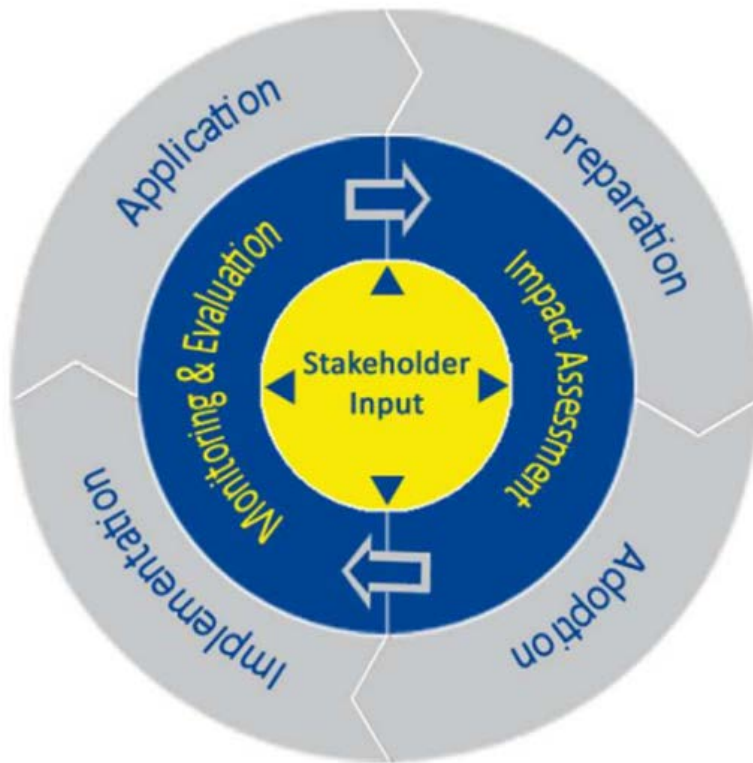 Application
Preparation
Monitoring & Evaluation
Impact Assessment
Stakeholder
Input
Implementation
Adoption